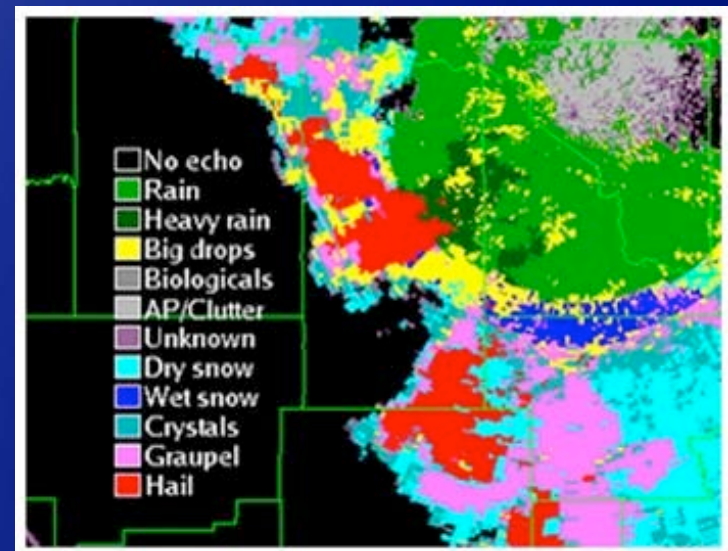 No echo
Rain
Heavy rain
Big drops
Biologicals
AP/Clutter
Unknown
Dry snow
Wet snow
Crystals
Graupel
Hail